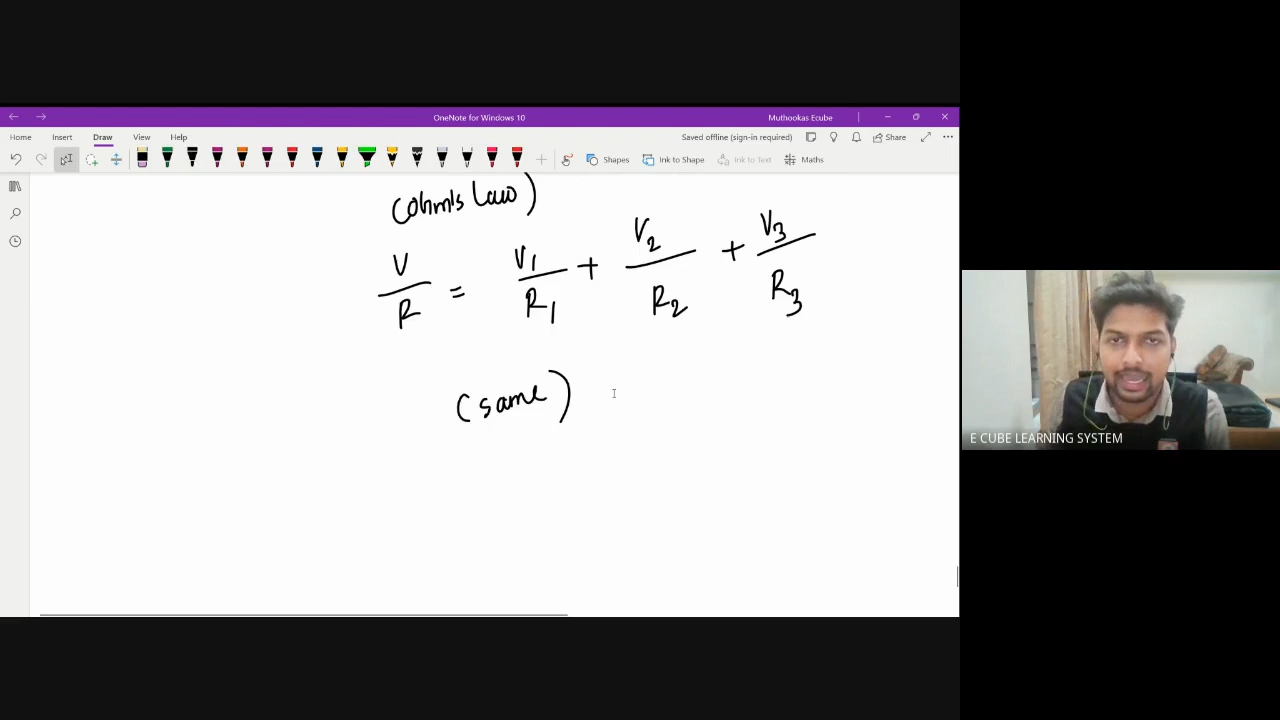 OneNote for Windows 10
Muthookas Ecube
Home Insert Draw View Help
Saved offline (sign-in required)
Share
Shapes
Ink to Shape
Ink to Text
Maths
(ohm's law)
V/R = V1/R1 + V2/R2 + V3/R3
(same)
E CUBE LEARNING SYSTEM